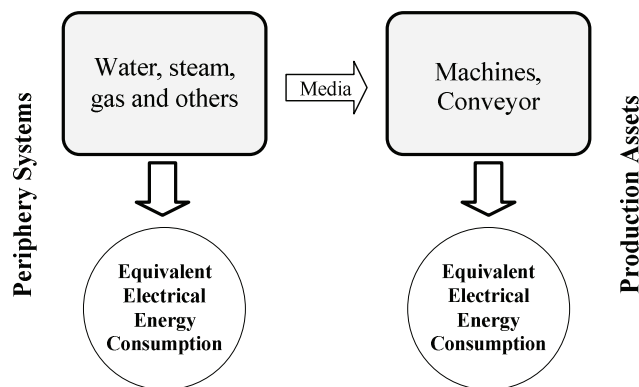 Water, steam,
gas and others
Media
Machines,
Conveyor
Periphery Systems
Production Assets
Equivalent
Electrical
Energy
Consumption
Equivalent
Electrical
Energy
Consumption